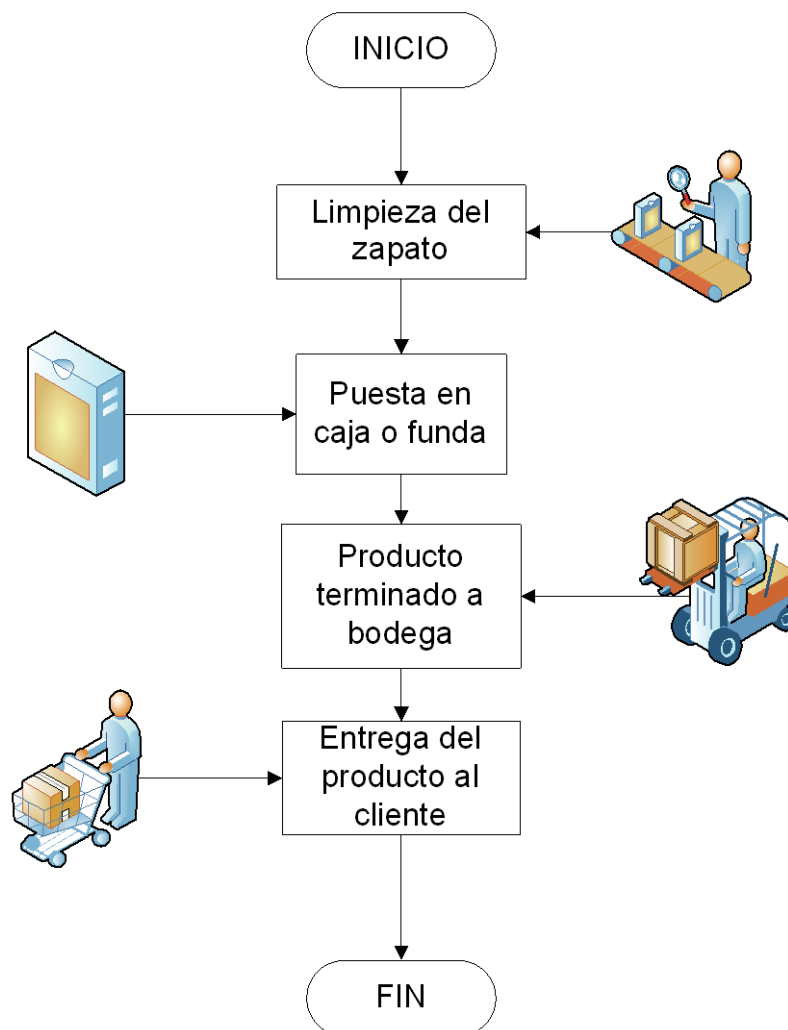 INICIO
Limpieza del
zapato
Puesta en
caja o funda
Producto
terminado a
bodega
Entrega del
producto al
cliente
FIN